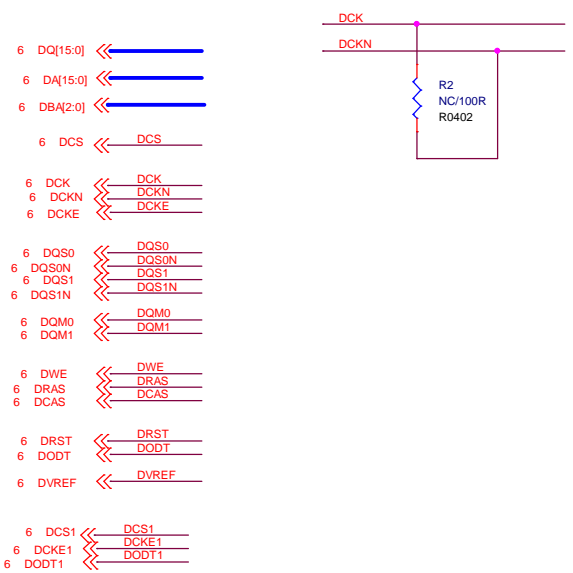 DCK
DCKN
R2
NC/100R
R0402
6 DQ[15:0]
6 DA[15:0]
6 DBA[2:0]
6 DCS DCS
6 DCK DCK
6 DCKN DCKN
6 DCKE DCKE
6 DQS0 DQS0
6 DQS0N DQS0N
6 DQS1 DQS1
6 DQS1N DQS1N
6 DQM0 DQM0
6 DQM1 DQM1
6 DWE DWE
6 DRAS DRAS
6 DCAS DCAS
6 DRST DRST
6 DODT DODT
6 DVREF DVREF
6 DCS1 DCS1
6 DCKE1 DCKE1
6 DODT1 DODT1